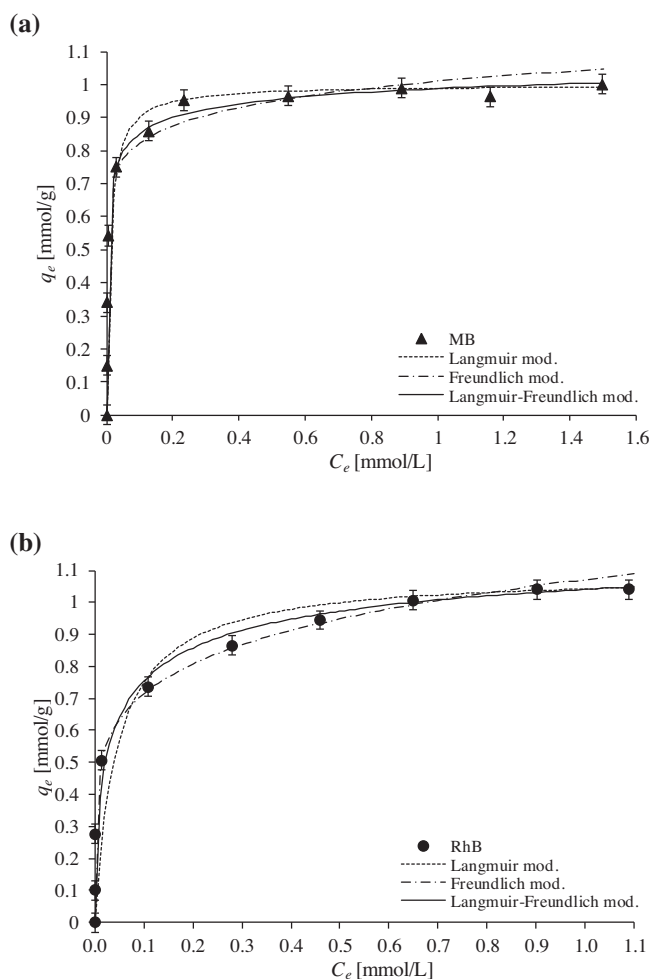 (a)
1.1
1
0.9
0.8
0.7
0.6
0.5
0.4
0.3
0.2
0.1
0
qe [mmol/g]
MB
Langmuir mod.
Freundlich mod.
Langmuir-Freundlich mod.
0 0.2 0.4 0.6 0.8 1 1.2 1.4 1.6
Ce [mmol/L]
(b)
1.1
1
0.9
0.8
0.7
0.6
0.5
0.4
0.3
0.2
0.1
0
qe [mmol/g]
RhB
Langmuir mod.
Freundlich mod.
Langmuir-Freundlich mod.
0.0 0.1 0.2 0.3 0.4 0.5 0.6 0.7 0.8 0.9 1.0 1.1
Ce [mmol/L]